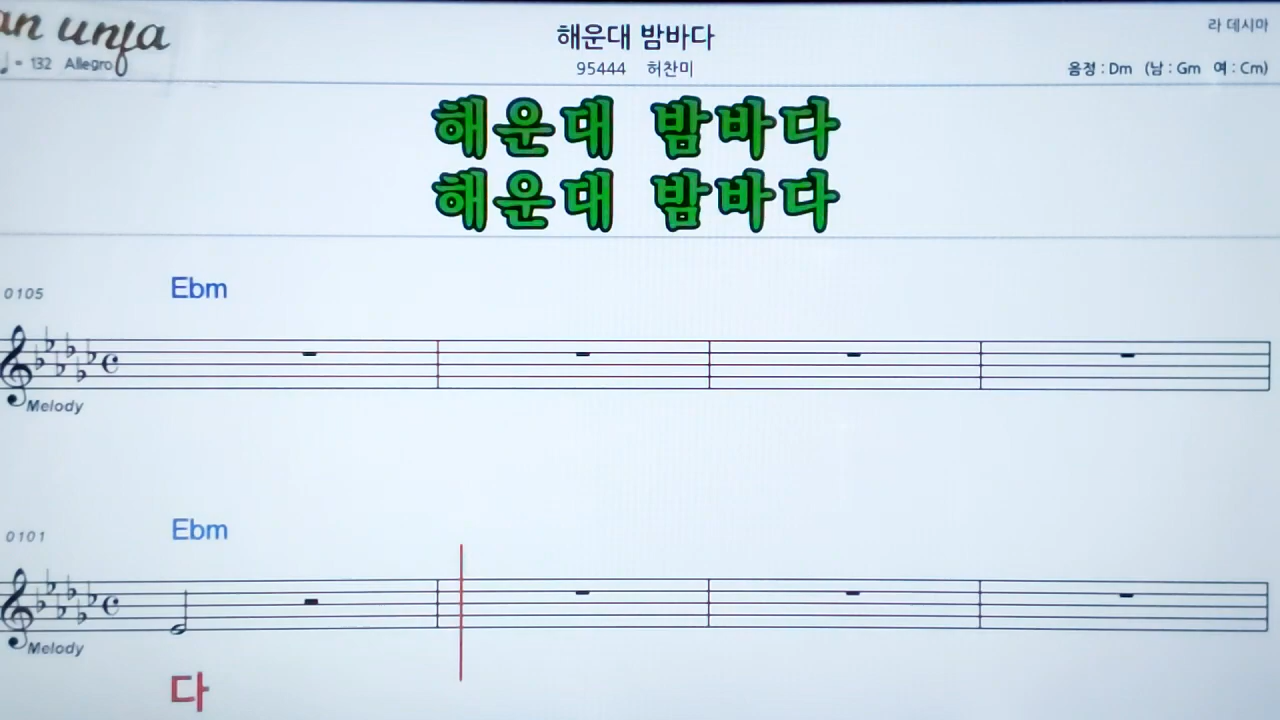 an unfa
해운대 밤바다
라 데시마
♩= 132 Allegro
95444 허찬미
음정 : Dm (남 : Gm 여 : Cm)
해운대 밤바다
해운대 밤바다
0105 Ebm
Melody
0101 Ebm
Melody
다